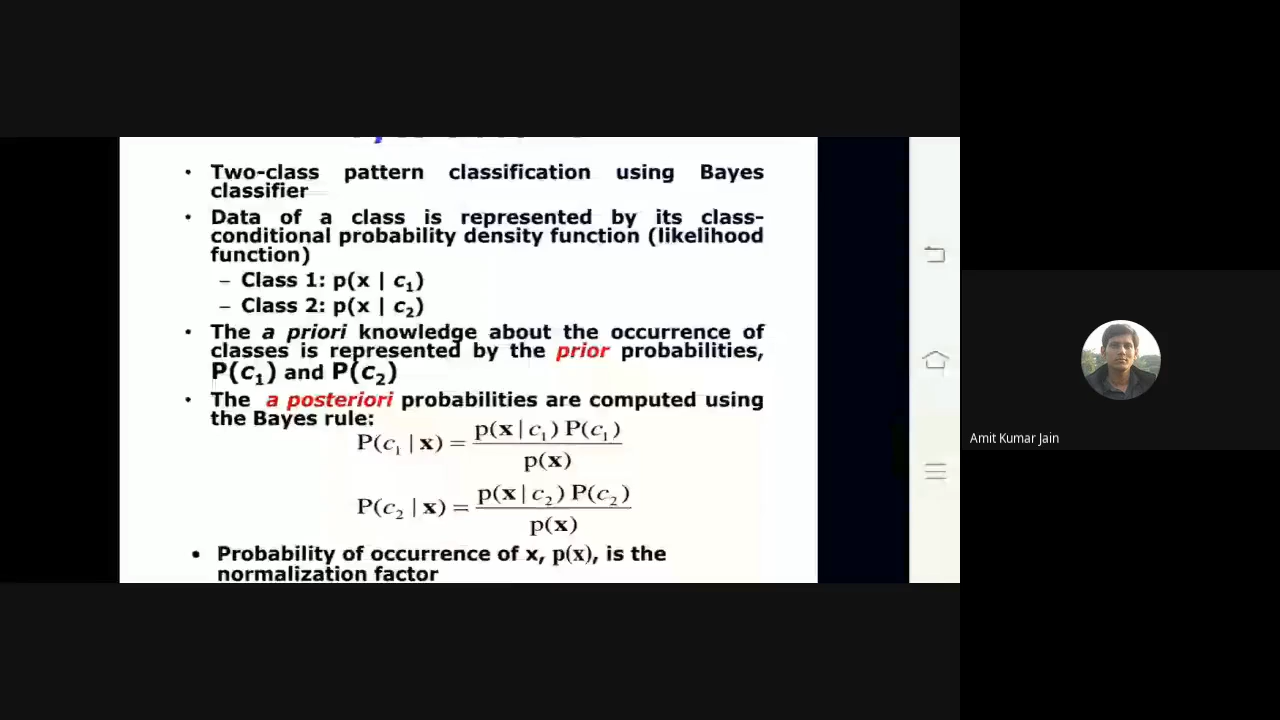 • Two-class pattern classification using Bayes
classifier
• Data of a class is represented by its class-
conditional probability density function (likelihood
function)
– Class 1: p(x | c₁)
– Class 2: p(x | c₂)
• The a priori knowledge about the occurrence of
classes is represented by the prior probabilities,
P(c₁) and P(c₂)
• The a posteriori probabilities are computed using
the Bayes rule:
P(c₁ | x) = p(x | c₁) P(c₁) / p(x)
P(c₂ | x) = p(x | c₂) P(c₂) / p(x)
• Probability of occurrence of x, p(x), is the
normalization factor
Amit Kumar Jain